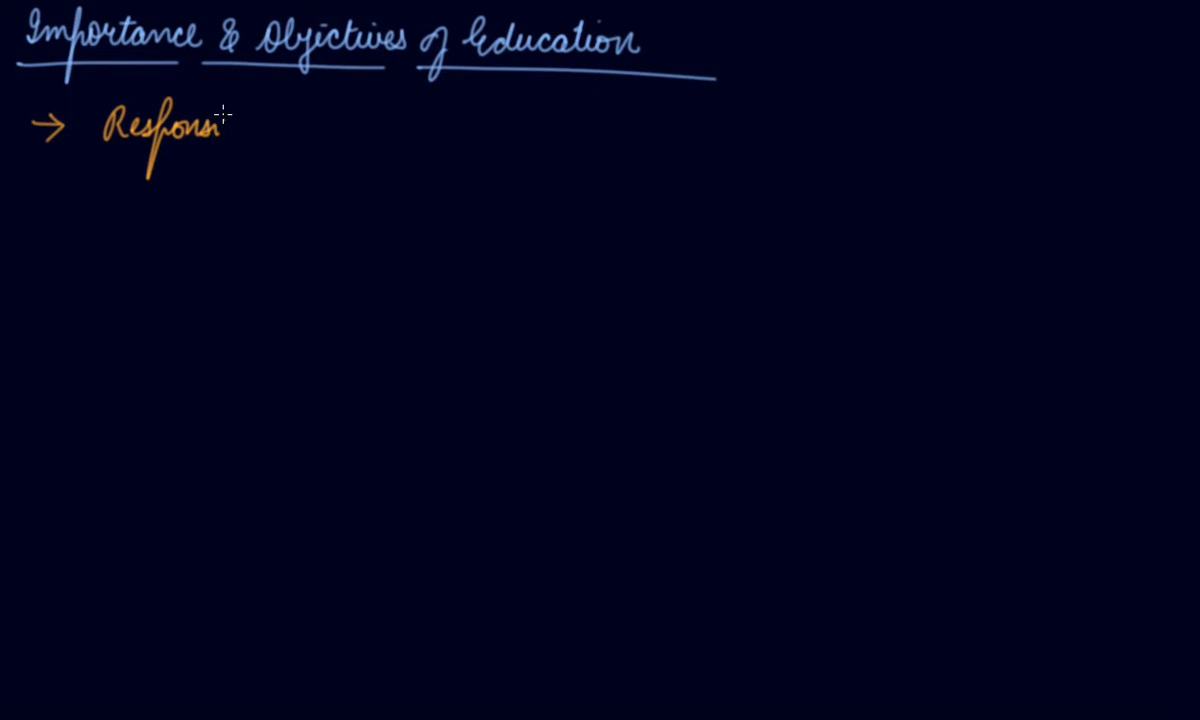 Importance & Objectives of Education
→ Responsi